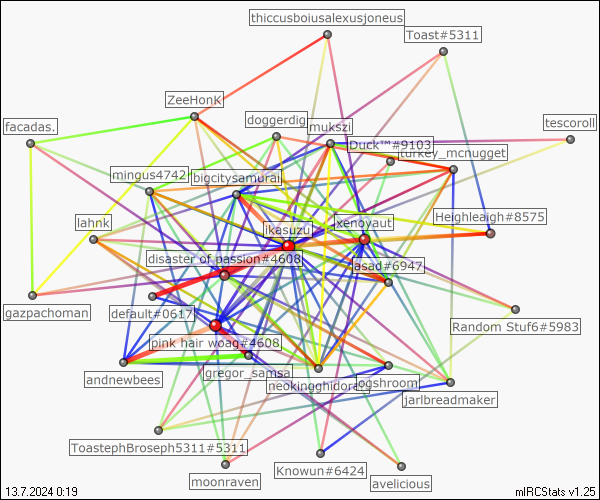 thiccusboiusalexusjoneus
Toast#5311
ZeeHonK
doggerdig
mukszi
tescoroll
facadas.
Duck™#9103
turkey_mcnugget
mingus4742
bigcitysamurai
lahnk
ikasuzu
xenoyaut
Heighleaigh#8575
disaster of passion#4608
asad#6947
gazpachoman
default#0617
Random Stuf6#5983
pink hair woag#4608
andnewbees
gregor_samsa
neokingghidorah
ogshroom
jarlbreadmaker
ToastephBroseph5311#5311
moonraven
Knowun#6424
avelicious
13.7.2024 0:19
mIRCStats v1.25